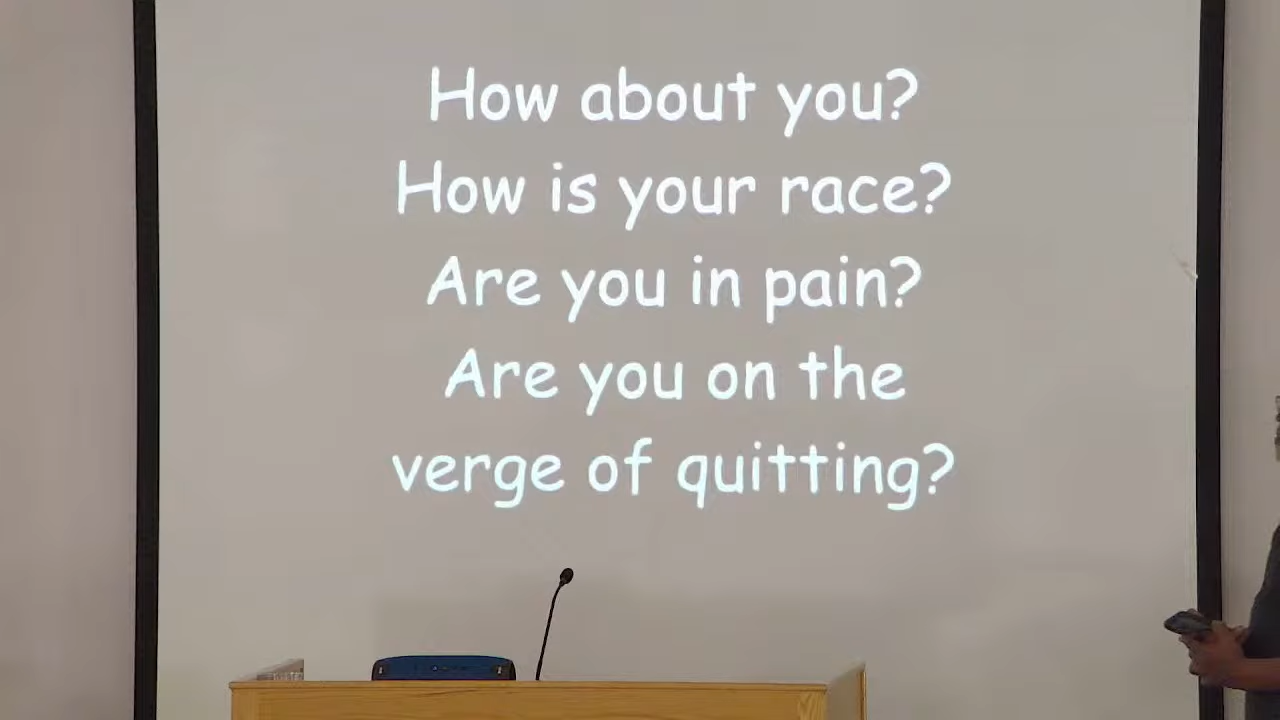 How about you?
How is your race?
Are you in pain?
Are you on the
verge of quitting?